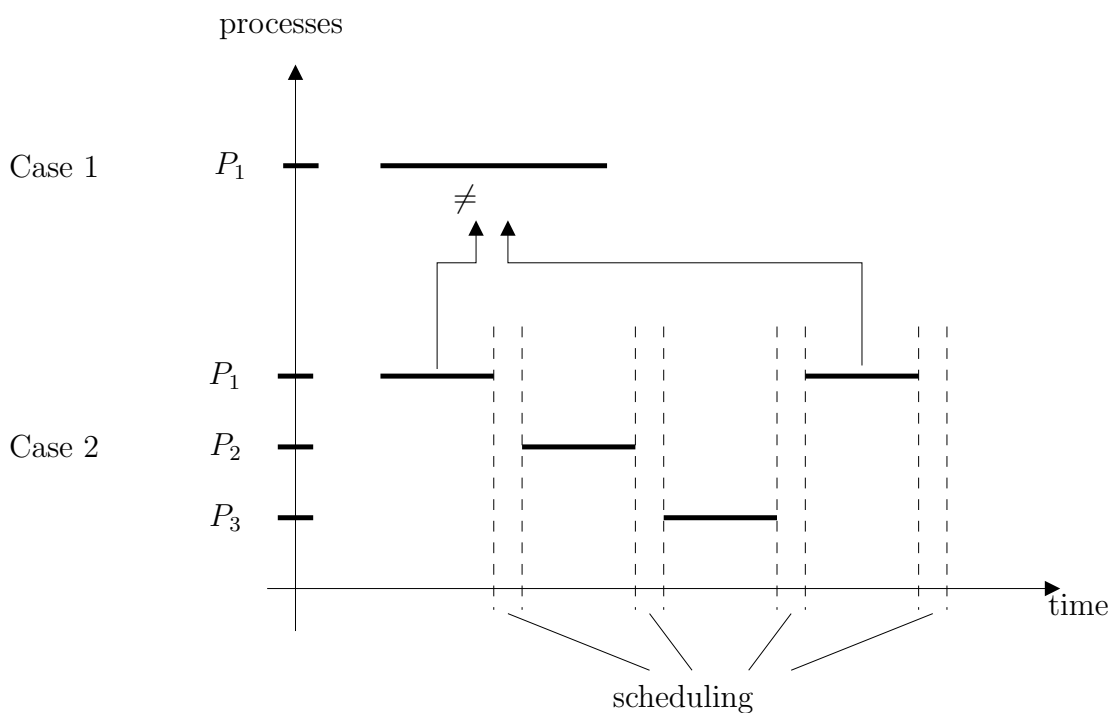 processes
Case 1 P₁
≠
P₁
Case 2 P₂
P₃
time
scheduling